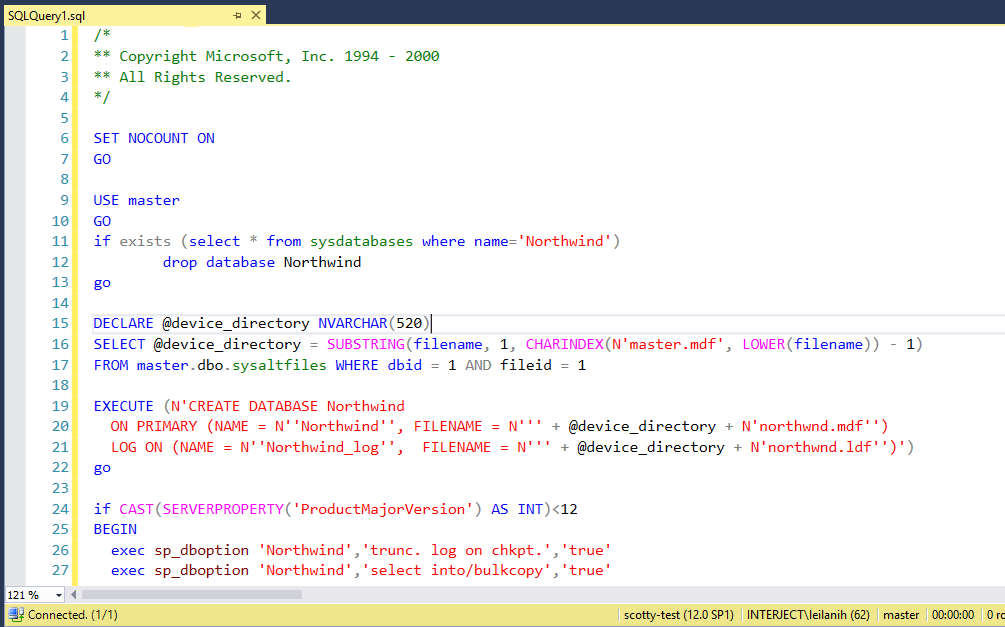 SQLQuery1.sql
1 /*
2 ** Copyright Microsoft, Inc. 1994 - 2000
3 ** All Rights Reserved.
4 */
5
6 SET NOCOUNT ON
7 GO
8
9 USE master
10 GO
11 if exists (select * from sysdatabases where name='Northwind')
12 drop database Northwind
13 go
14
15 DECLARE @device_directory NVARCHAR(520)
16 SELECT @device_directory = SUBSTRING(filename, 1, CHARINDEX(N'master.mdf', LOWER(filename)) - 1)
17 FROM master.dbo.sysaltfiles WHERE dbid = 1 AND fileid = 1
18
19 EXECUTE (N'CREATE DATABASE Northwind
20 ON PRIMARY (NAME = N''Northwind'', FILENAME = N''' + @device_directory + N'northwnd.mdf'')
21 LOG ON (NAME = N''Northwind_log'', FILENAME = N''' + @device_directory + N'northwnd.ldf'')')
22 go
23
24 if CAST(SERVERPROPERTY('ProductMajorVersion') AS INT)<12
25 BEGIN
26 exec sp_dboption 'Northwind','trunc. log on chkpt.','true'
27 exec sp_dboption 'Northwind','select into/bulkcopy','true'
121 %
Connected. (1/1) scotty-test (12.0 SP1) INTERJECT\leilanih (62) master 00:00:00 0